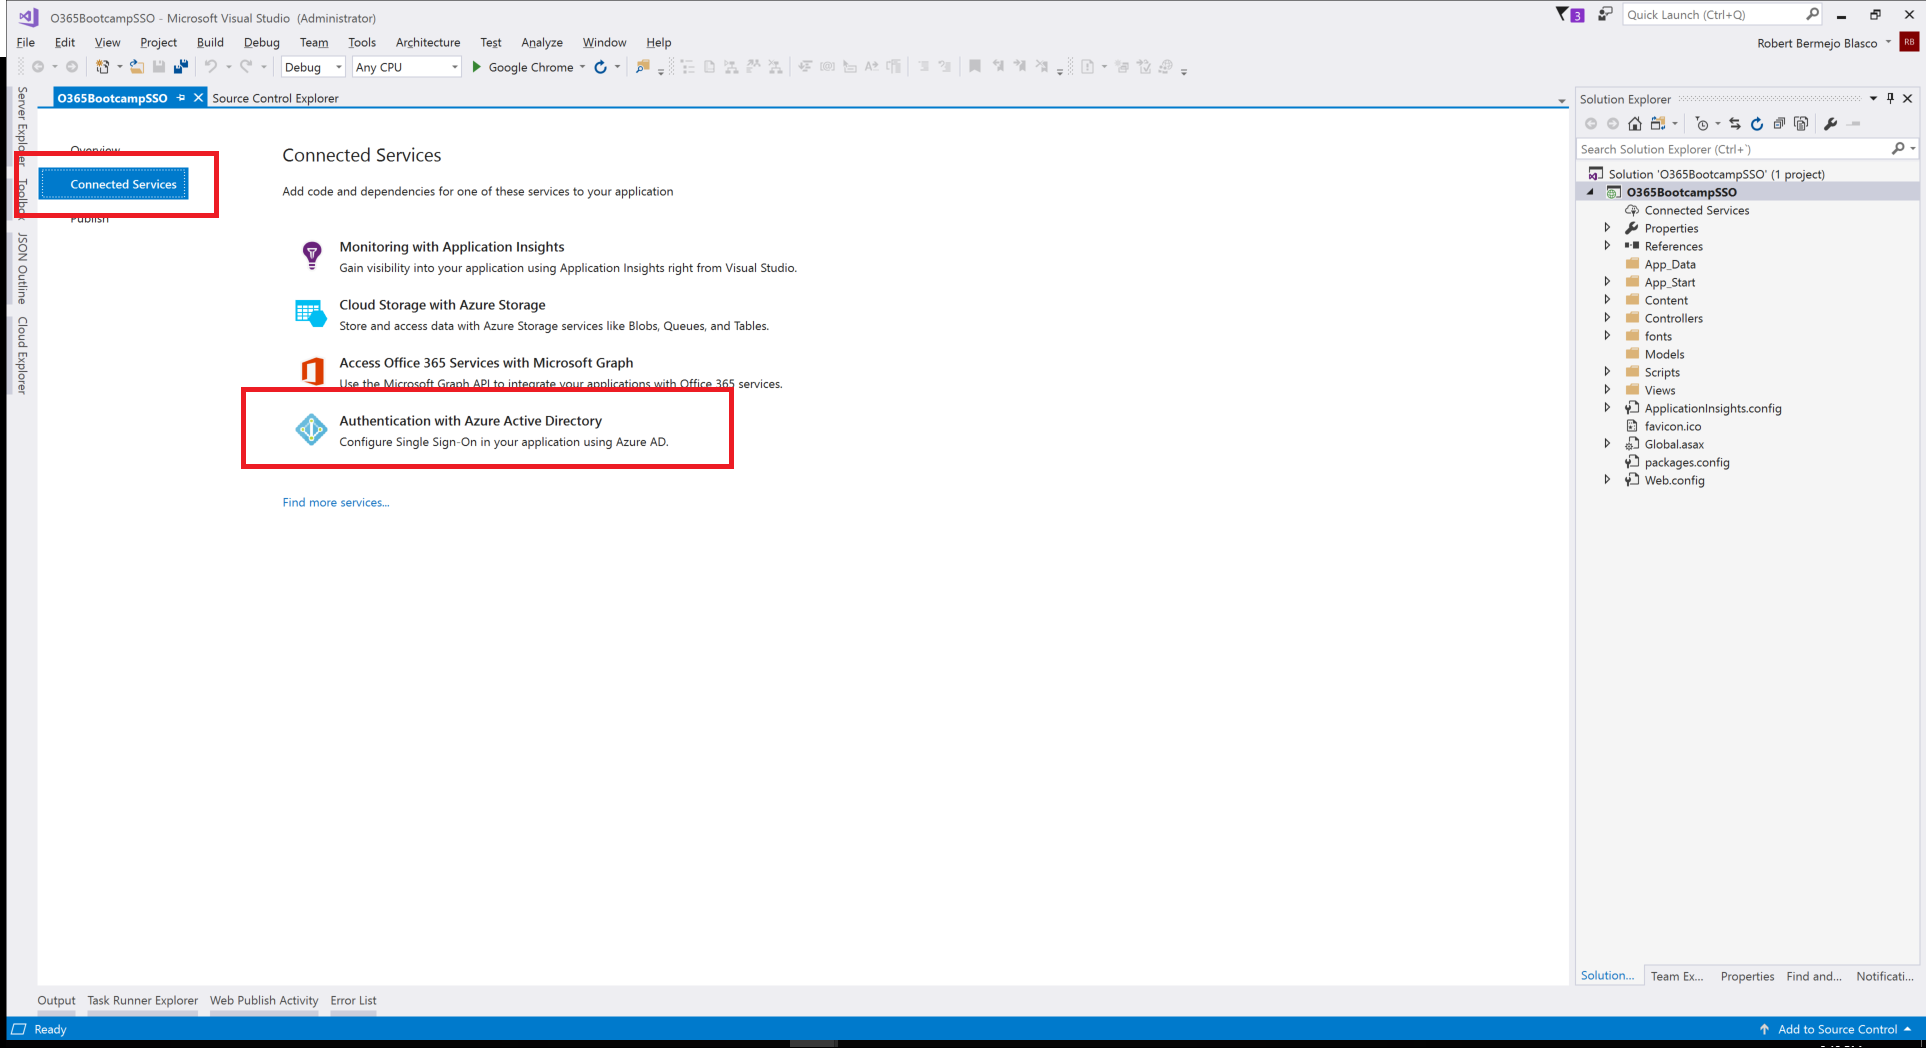 O365BootcampSSO - Microsoft Visual Studio (Administrator)
3
Quick Launch (Ctrl+Q)
File Edit View Project Build Debug Team Tools Architecture Test Analyze Window Help
Robert Bermejo Blasco RB
Debug Any CPU Google Chrome
O365BootcampSSO Source Control Explorer
Server Explorer
Toolbox
JSON Outline
Cloud Explorer
Overview
Connected Services
Publish
Connected Services
Add code and dependencies for one of these services to your application
Monitoring with Application Insights
Gain visibility into your application using Application Insights right from Visual Studio.
Cloud Storage with Azure Storage
Store and access data with Azure Storage services like Blobs, Queues, and Tables.
Access Office 365 Services with Microsoft Graph
Use the Microsoft Graph API to integrate your applications with Office 365 services.
Authentication with Azure Active Directory
Configure Single Sign-On in your application using Azure AD.
Find more services...
Solution Explorer
Search Solution Explorer (Ctrl+`)
Solution 'O365BootcampSSO' (1 project)
O365BootcampSSO
Connected Services
Properties
References
App_Data
App_Start
Content
Controllers
fonts
Models
Scripts
Views
ApplicationInsights.config
favicon.ico
Global.asax
packages.config
Web.config
Solution... Team Ex... Properties Find and... Notificati...
Output Task Runner Explorer Web Publish Activity Error List
Ready
Add to Source Control